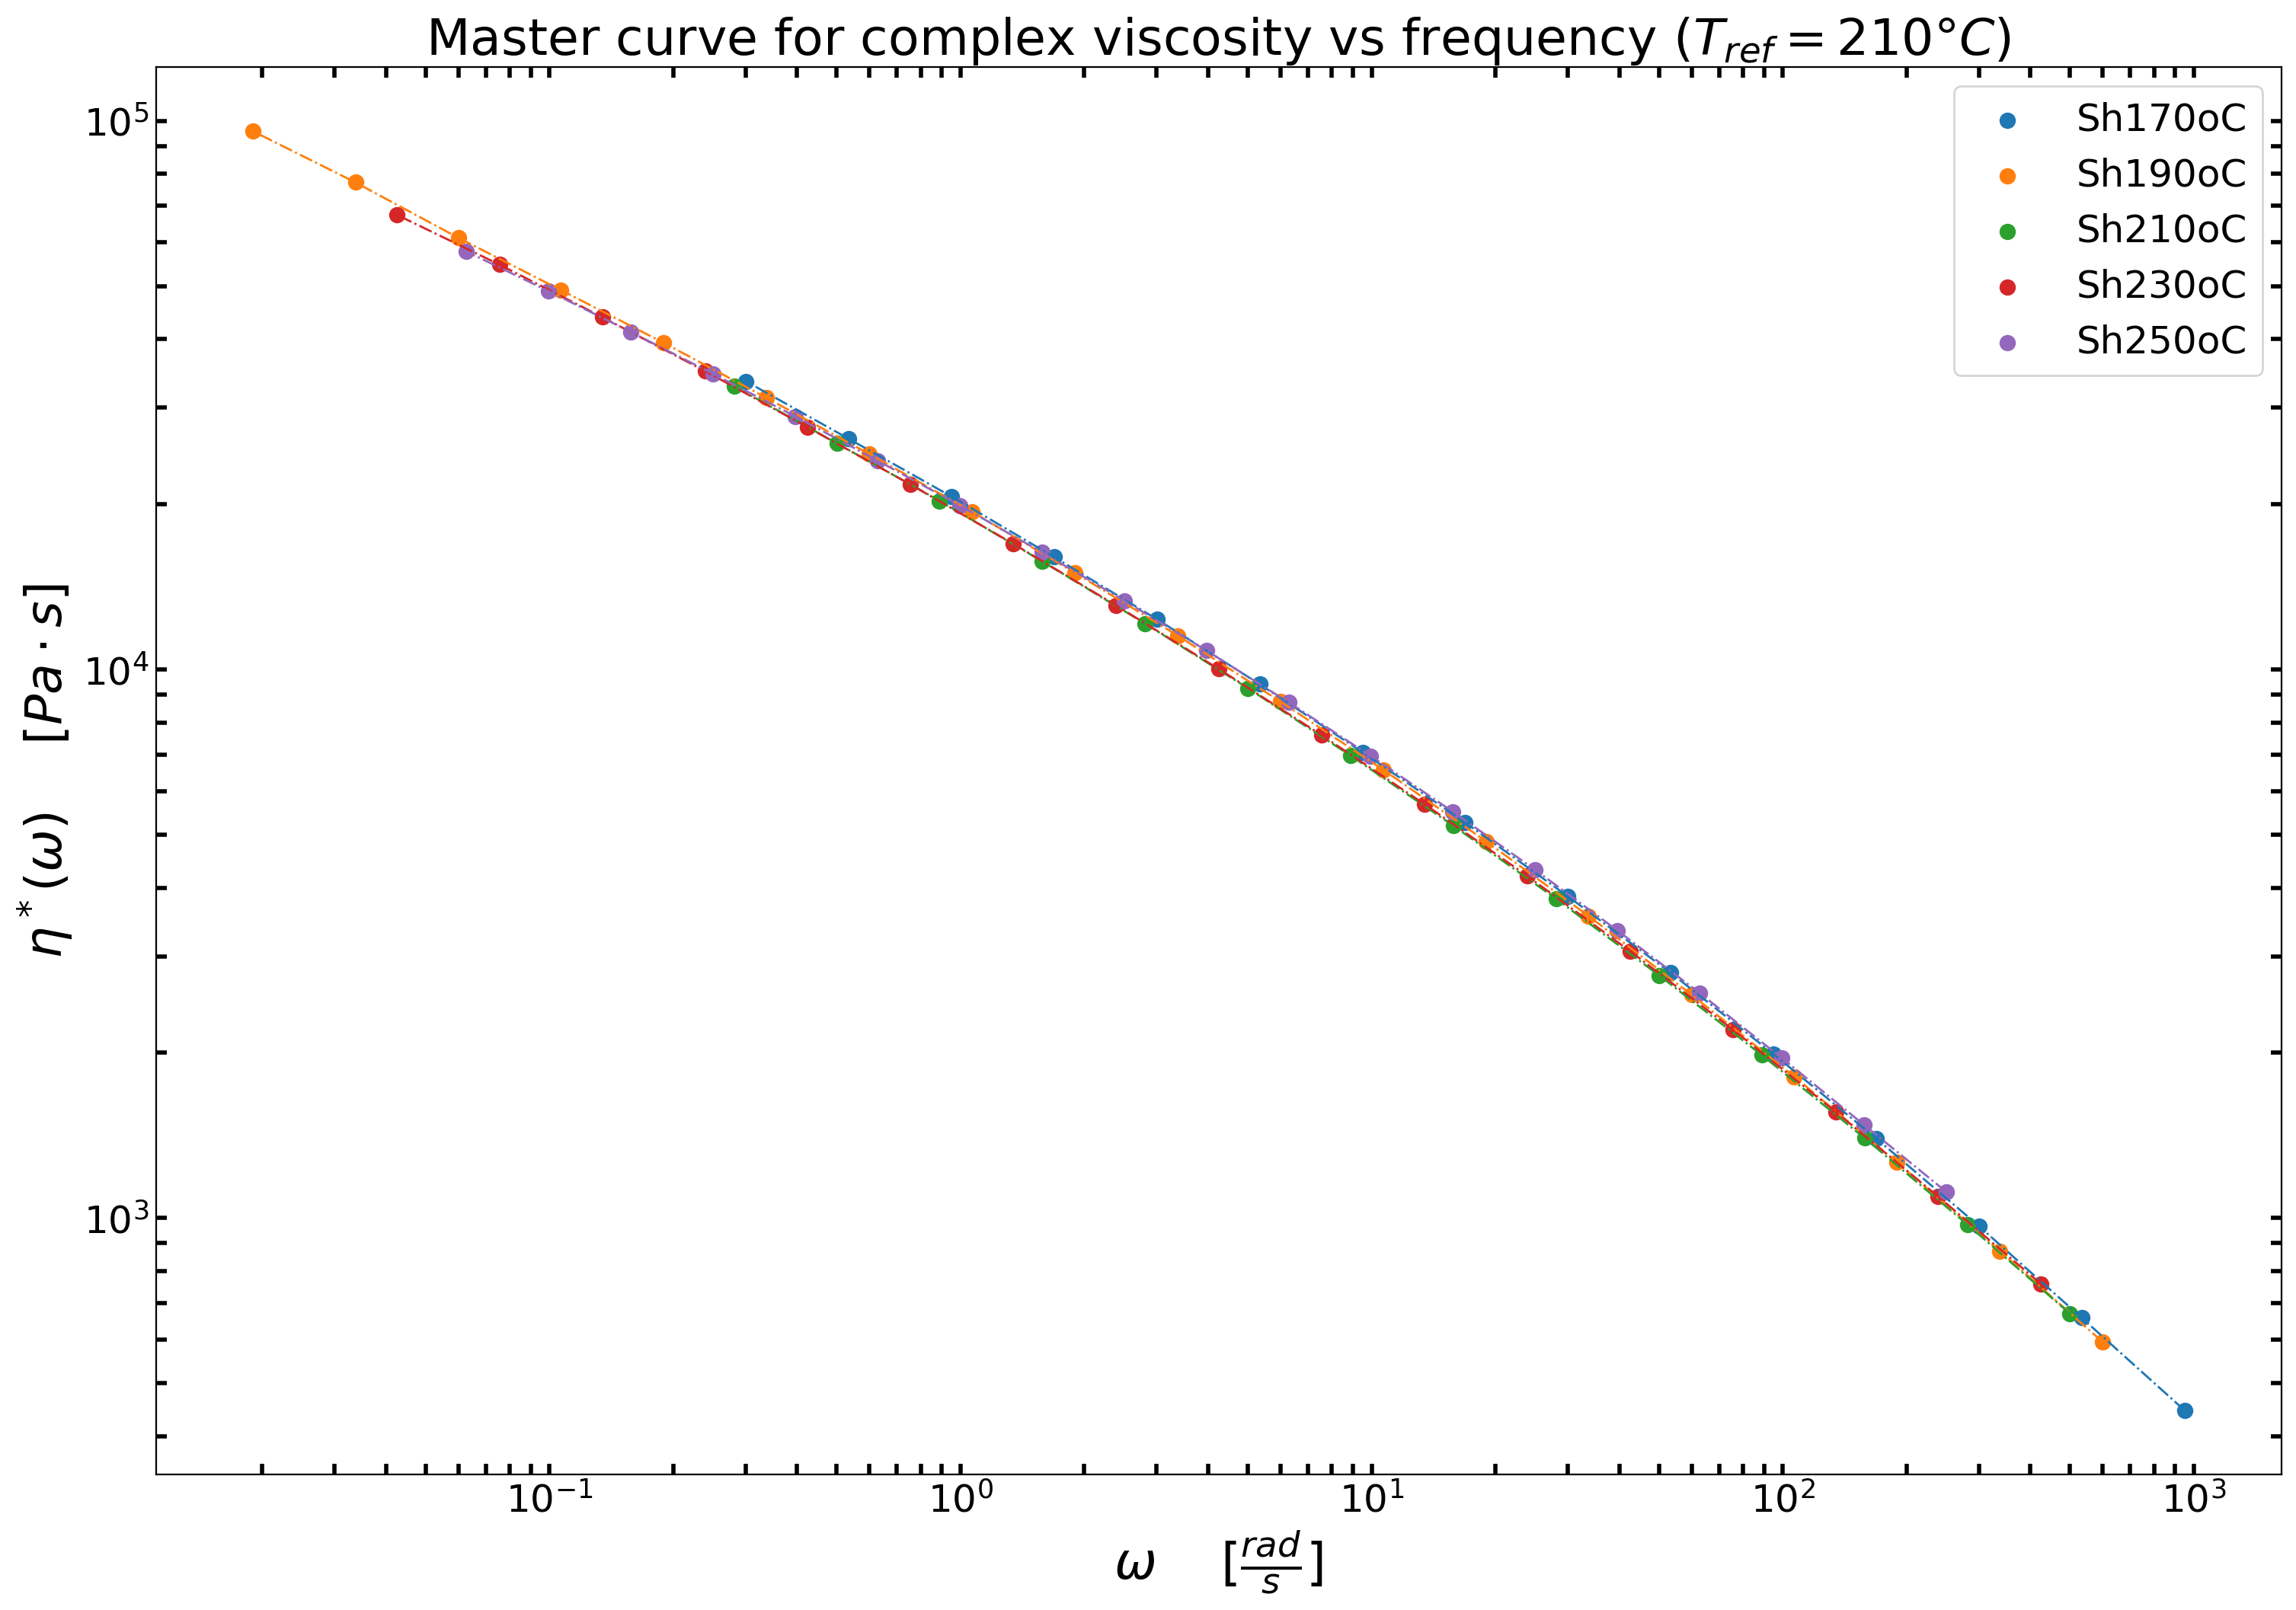 Master curve for complex viscosity vs frequency (T_ref = 210°C)
10^5
10^4
10^3
η*(ω) [Pa · s]
Sh170oC
Sh190oC
Sh210oC
Sh230oC
Sh250oC
10^−1 10^0 10^1 10^2 10^3
ω [rad/s]